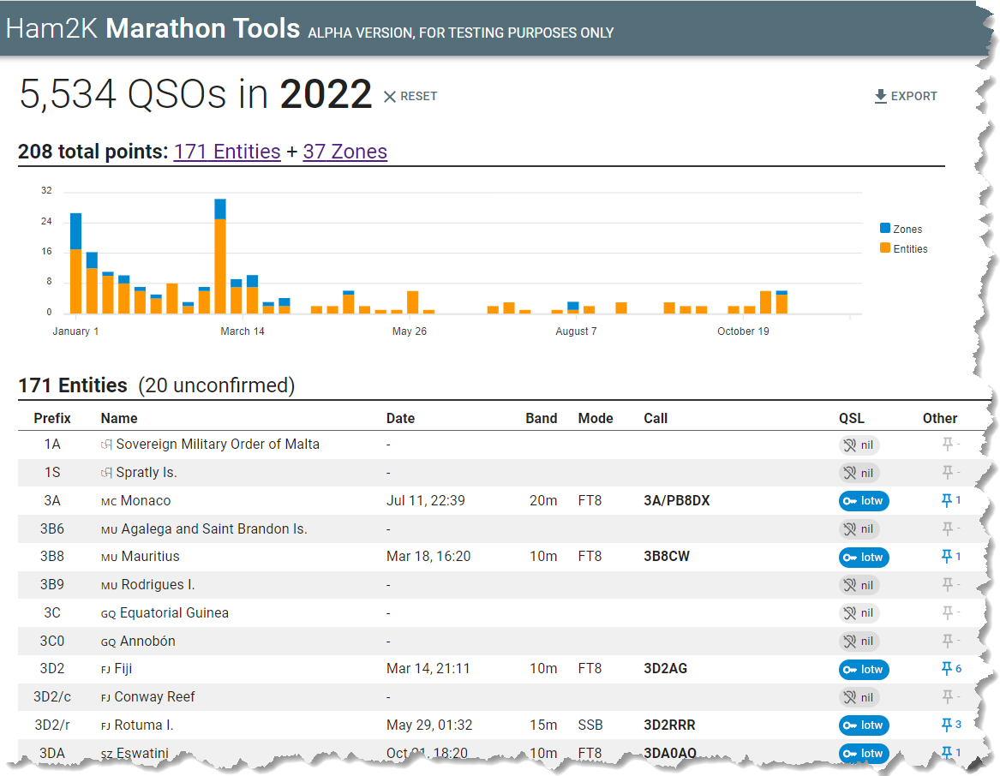 Ham2K Marathon Tools ALPHA VERSION, FOR TESTING PURPOSES ONLY
5,534 QSOs in 2022 RESET EXPORT
208 total points: 171 Entities + 37 Zones
32
24
16
8
0
January 1 March 14 May 26 August 7 October 19
Zones
Entities
171 Entities (20 unconfirmed)
Prefix Name Date Band Mode Call QSL Other
1A Sovereign Military Order of Malta - nil -
1S Spratly Is. - nil -
3A MC Monaco Jul 11, 22:39 20m FT8 3A/PB8DX lotw 1
3B6 MU Agalega and Saint Brandon Is. - nil -
3B8 MU Mauritius Mar 18, 16:20 10m FT8 3B8CW lotw 1
3B9 MU Rodrigues I. - nil -
3C GQ Equatorial Guinea - nil -
3C0 GQ Annobón - nil -
3D2 FJ Fiji Mar 14, 21:11 10m FT8 3D2AG lotw 6
3D2/c FJ Conway Reef - nil -
3D2/r FJ Rotuma I. May 29, 01:32 15m SSB 3D2RRR lotw 3
3DA SZ Eswatini Oct 18:20 10m FT8 3DA0AQ lotw 1